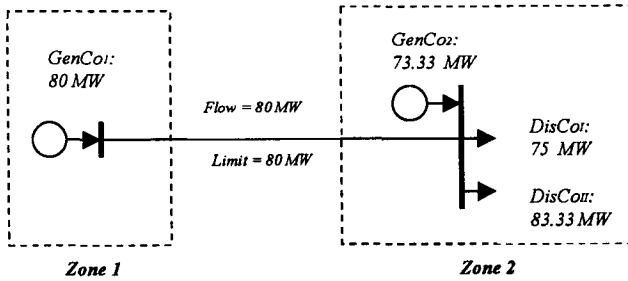 GenCo1:
80 MW
GenCo2:
73.33 MW
Flow = 80 MW
Limit = 80 MW
DisCoI:
75 MW
DisCoII:
83.33 MW
Zone 1
Zone 2